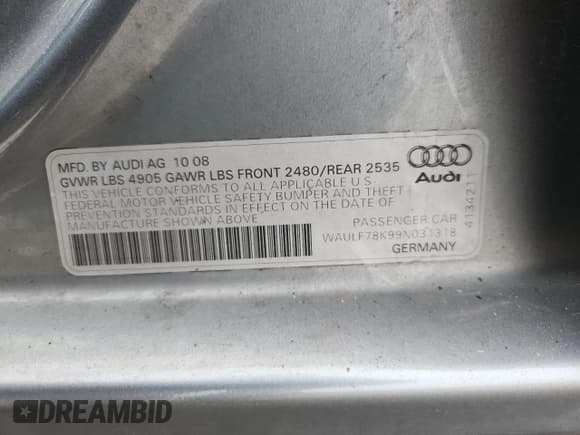 MFD. BY AUDI AG 10 08
GVWR LBS 4905 GAWR LBS FRONT 2480/REAR 2535
THIS VEHICLE CONFORMS TO ALL APPLICABLE U S
FEDERAL MOTOR VEHICLE SAFETY BUMPER AND THEFT
PREVENTION STANDARDS IN EFFECT ON THE DATE OF
MANUFACTURE SHOWN ABOVE
PASSENGER CAR
WAULF78K99N031318
GERMANY
Audi
4134211
DREAMBID